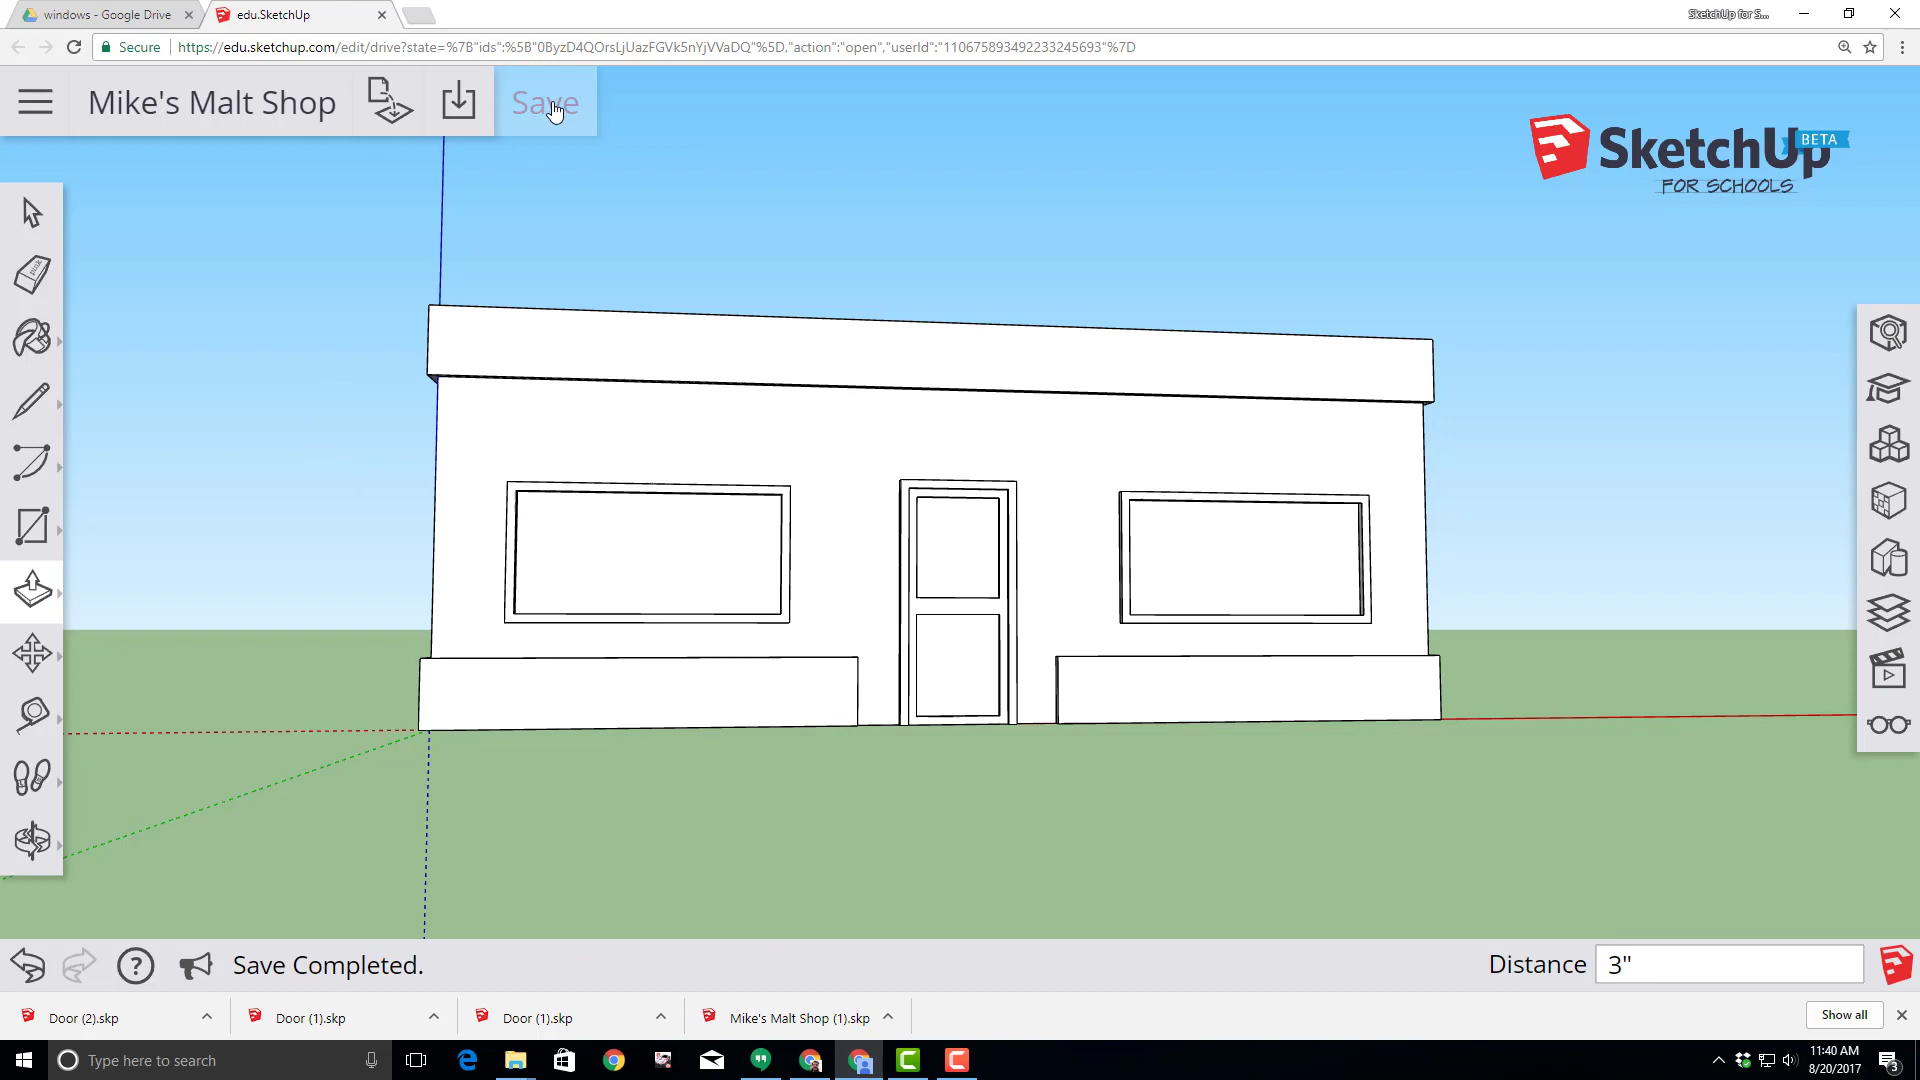 windows - Google Drive
edu.SketchUp
SketchUp for S...
Secure
https://edu.sketchup.com/edit/drive?state=%7B"ids":%5B"0ByzD4QOrsLjUazFGVk5nYjVVaDQ"%5D,"action":"open","userId":"110675893492233245693"%7D
Mike's Malt Shop
Save
SketchUp
BETA
FOR SCHOOLS
Save Completed.
Distance
3"
Door (2).skp
Door (1).skp
Door (1).skp
Mike's Malt Shop (1).skp
Show all
Type here to search
11:40 AM
8/20/2017
3